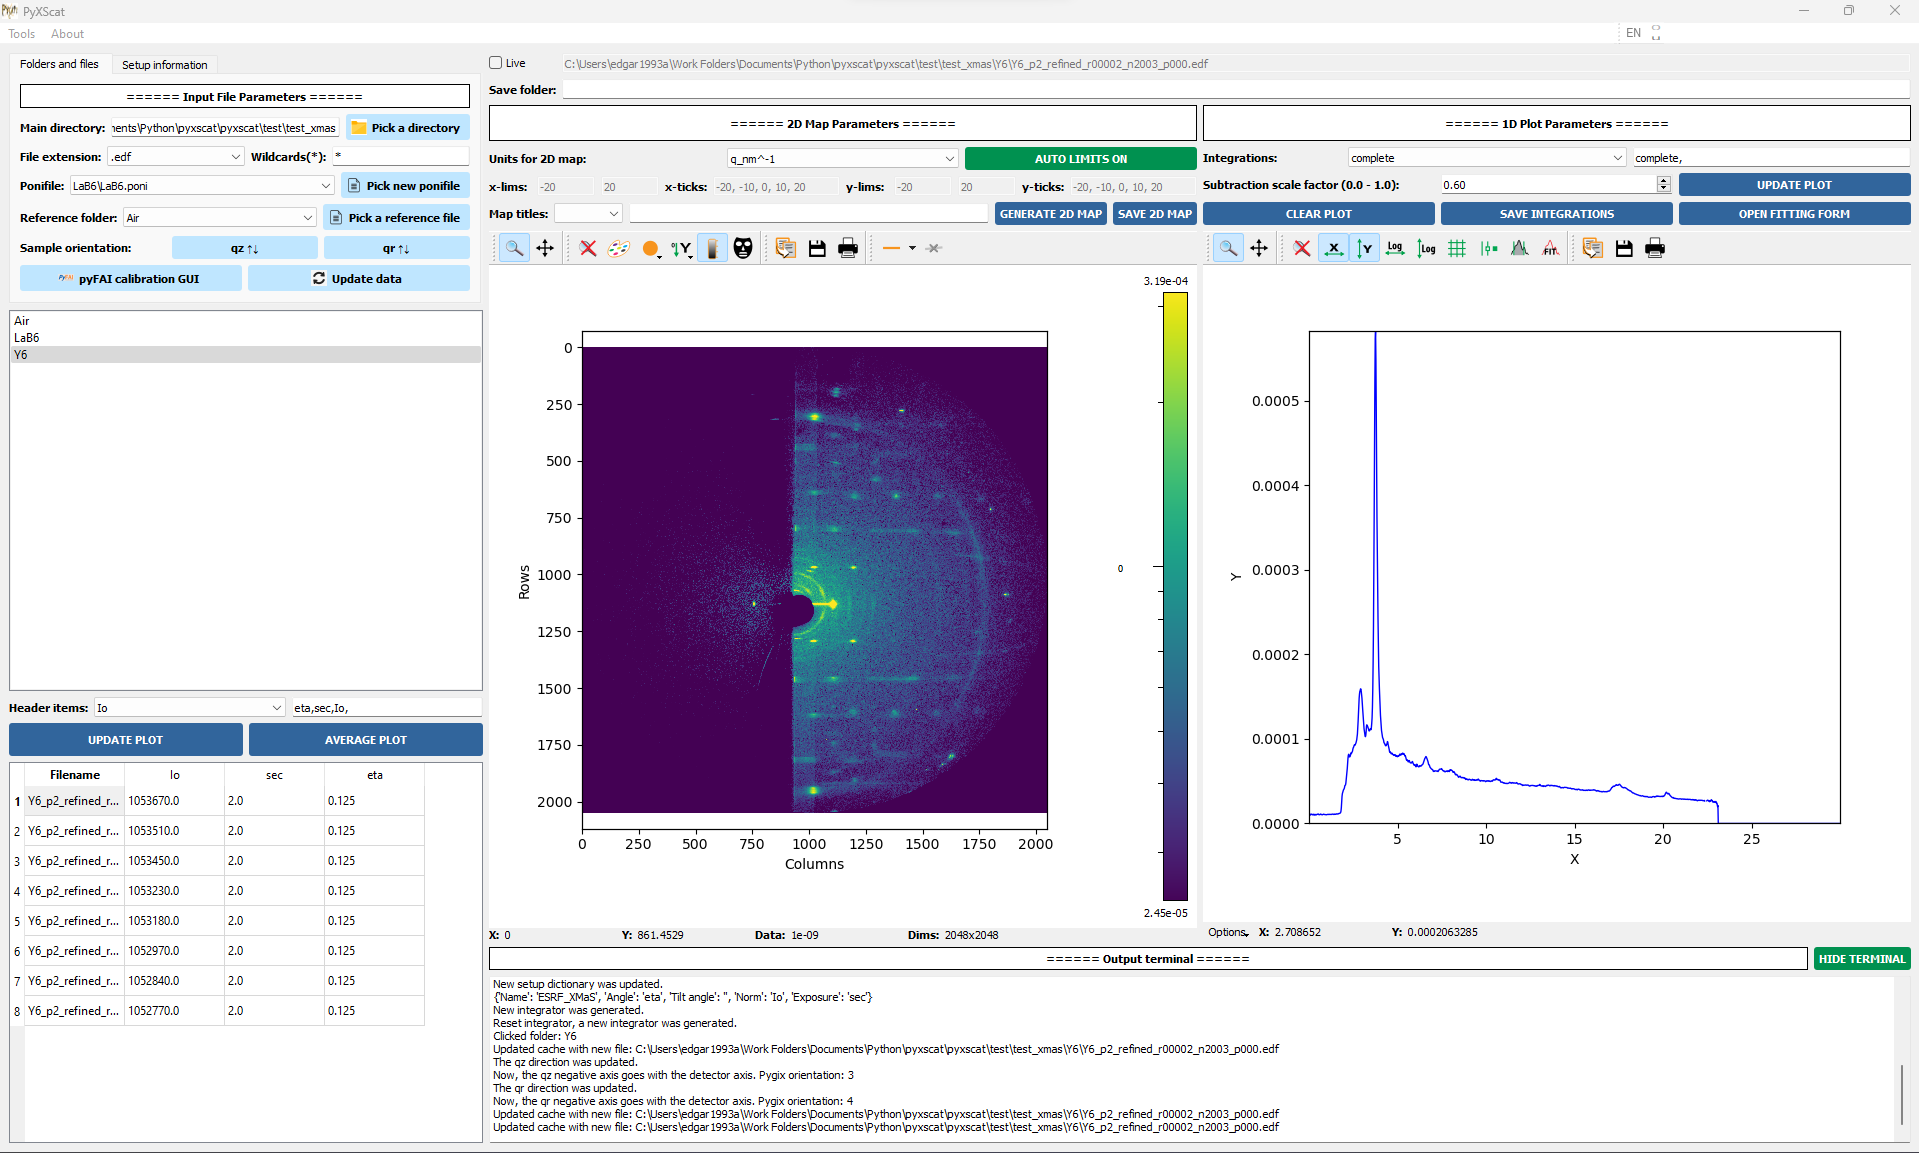 PyXScat
Tools About
EN
Folders and files Setup information
====== Input File Parameters ======
Main directory: nents\Python\pyxscat\pyxscat\test\test_xmas Pick a directory
File extension: .edf Wildcards(*): *
Ponifile: LaB6\LaB6.poni Pick new ponifile
Reference folder: Air Pick a reference file
Sample orientation: qz ↑↓ qr ↑↓
pyFAI calibration GUI Update data
Air
LaB6
Y6
Header items: Io eta,sec,Io,
UPDATE PLOT AVERAGE PLOT
Filename Io sec eta
1 Y6_p2_refined_r... 1053670.0 2.0 0.125
2 Y6_p2_refined_r... 1053510.0 2.0 0.125
3 Y6_p2_refined_r... 1053450.0 2.0 0.125
4 Y6_p2_refined_r... 1053230.0 2.0 0.125
5 Y6_p2_refined_r... 1053180.0 2.0 0.125
6 Y6_p2_refined_r... 1052970.0 2.0 0.125
7 Y6_p2_refined_r... 1052840.0 2.0 0.125
8 Y6_p2_refined_r... 1052770.0 2.0 0.125
Live C:\Users\edgar1993a\Work Folders\Documents\Python\pyxscat\pyxscat\test\test_xmas\Y6\Y6_p2_refined_r00002_n2003_p000.edf
Save folder:
====== 2D Map Parameters ======
Units for 2D map: q_nm^-1 AUTO LIMITS ON
x-lims: -20 20 x-ticks: -20, -10, 0, 10, 20 y-lims: -20 20 y-ticks: -20, -10, 0, 10, 20
Map titles: GENERATE 2D MAP SAVE 2D MAP
3.19e-04
0
2.45e-05
0
250
500
750
1000
1250
1500
1750
2000
Rows
0 250 500 750 1000 1250 1500 1750 2000
Columns
X: 0 Y: 861.4529 Data: 1e-09 Dims: 2048x2048
====== 1D Plot Parameters ======
Integrations: complete complete,
Subtraction scale factor (0.0 - 1.0): 0.60 UPDATE PLOT
CLEAR PLOT SAVE INTEGRATIONS OPEN FITTING FORM
X Y Log Log FIT
0.0005
0.0004
0.0003
0.0002
0.0001
0.0000
Y
5 10 15 20 25
X
Options X: 2.708652 Y: 0.0002063285
====== Output terminal ====== HIDE TERMINAL
New setup dictionary was updated.
{'Name': 'ESRF_XMaS', 'Angle': 'eta', 'Tilt angle': '', 'Norm': 'Io', 'Exposure': 'sec'}
New integrator was generated.
Reset integrator, a new integrator was generated.
Clicked folder: Y6
Updated cache with new file: C:\Users\edgar1993a\Work Folders\Documents\Python\pyxscat\pyxscat\test\test_xmas\Y6\Y6_p2_refined_r00002_n2003_p000.edf
The qz direction was updated.
Now, the qz negative axis goes with the detector axis. Pygix orientation: 3
The qr direction was updated.
Now, the qr negative axis goes with the detector axis. Pygix orientation: 4
Updated cache with new file: C:\Users\edgar1993a\Work Folders\Documents\Python\pyxscat\pyxscat\test\test_xmas\Y6\Y6_p2_refined_r00002_n2003_p000.edf
Updated cache with new file: C:\Users\edgar1993a\Work Folders\Documents\Python\pyxscat\pyxscat\test\test_xmas\Y6\Y6_p2_refined_r00002_n2003_p000.edf